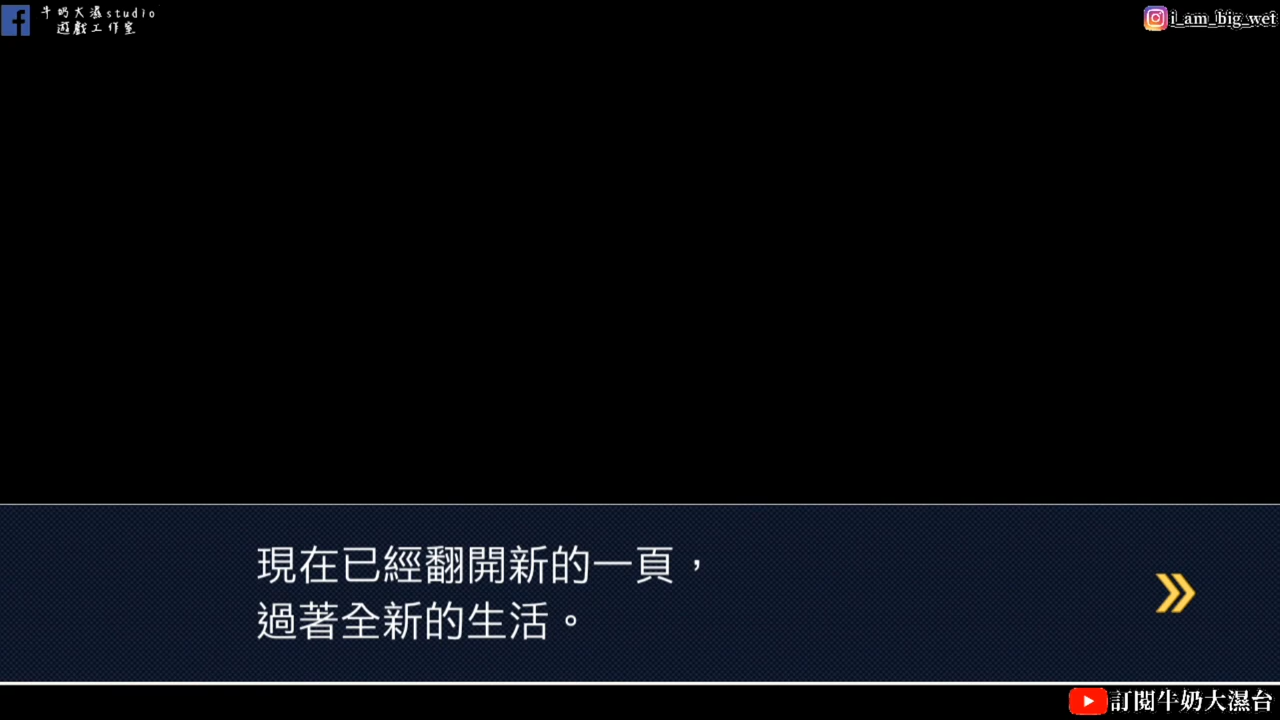 牛奶大濕studio
遊戲工作室
i_am_big_wet
現在已經翻開新的一頁，
過著全新的生活。
訂閱牛奶大濕台